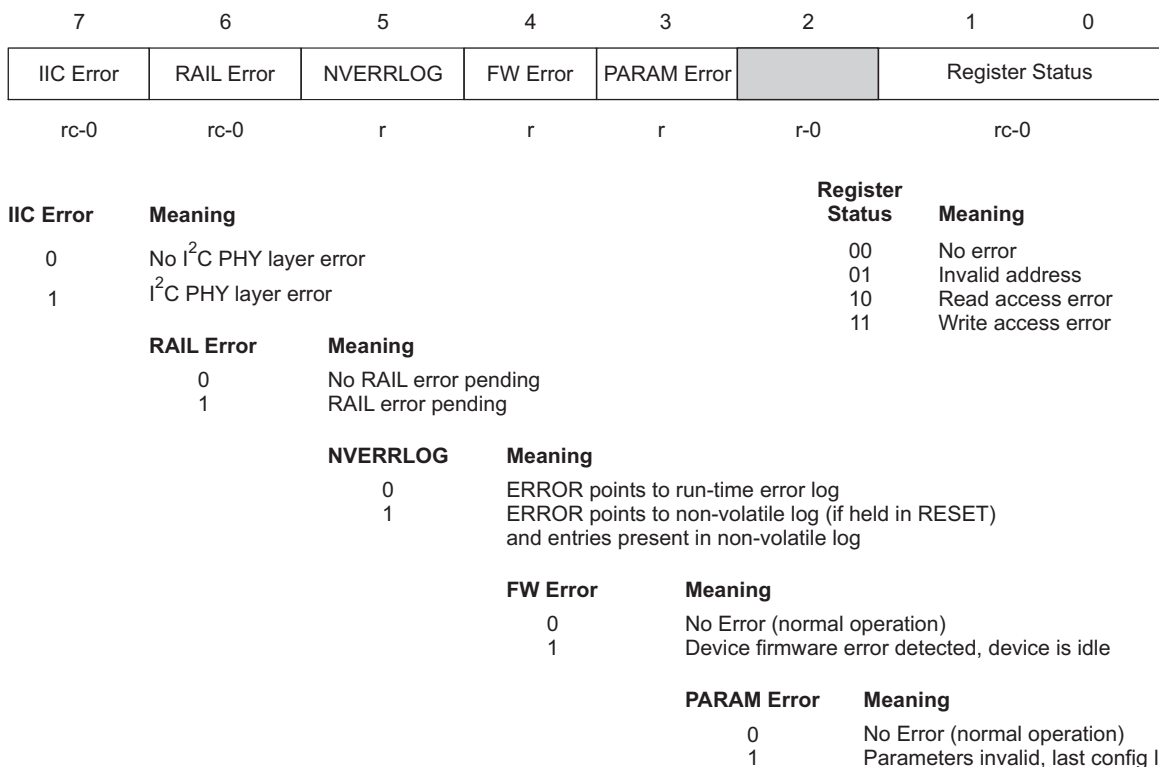 7 6 5 4 3 2 1 0
IIC Error RAIL Error NVERRLOG FW Error PARAM Error Register Status
rc-0 rc-0 r r r r-0 rc-0
IIC Error Meaning
0 No I2C PHY layer error
1 I2C PHY layer error
Register
Status Meaning
00 No error
01 Invalid address
10 Read access error
11 Write access error
RAIL Error Meaning
0 No RAIL error pending
1 RAIL error pending
NVERRLOG Meaning
0 ERROR points to run-time error log
1 ERROR points to non-volatile log (if held in RESET)
and entries present in non-volatile log
FW Error Meaning
0 No Error (normal operation)
1 Device firmware error detected, device is idle
PARAM Error Meaning
0 No Error (normal operation)
1 Parameters invalid, last config